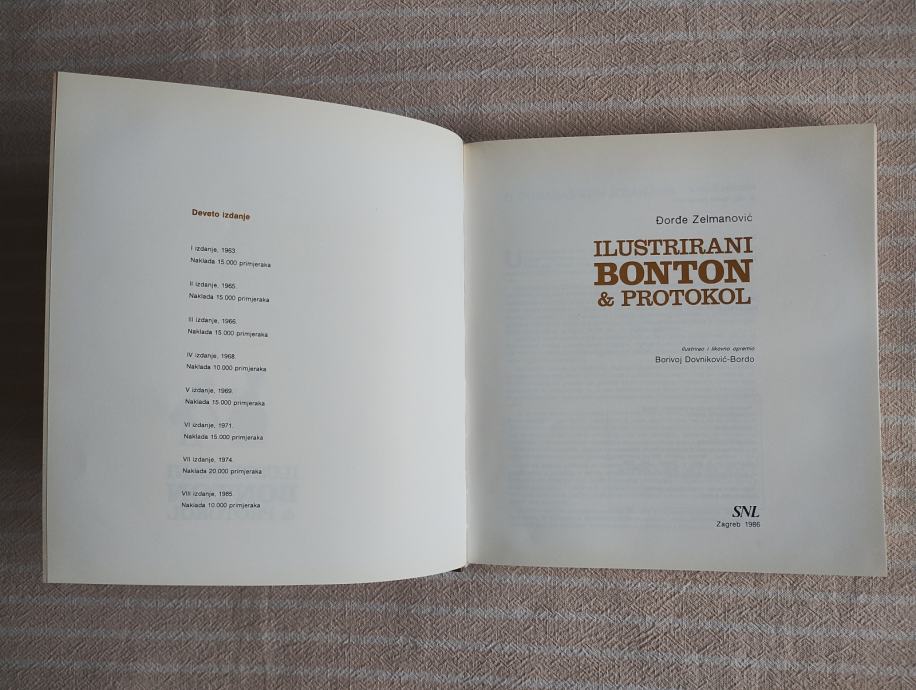 Deveto izdanje
I izdanje, 1963.
Naklada 15.000 primjeraka
II izdanje, 1965.
Naklada 15.000 primjeraka
III izdanje, 1966.
Naklada 15.000 primjeraka
IV izdanje, 1968.
Naklada 10.000 primjeraka
V izdanje, 1969.
Naklada 15.000 primjeraka
VI izdanje, 1971.
Naklada 15.000 primjeraka
VII izdanje, 1974.
Naklada 20.000 primjeraka
VIII izdanje, 1985.
Naklada 10.000 primjeraka
Đorđe Zelmanović
ILUSTRIRANI
BONTON
& PROTOKOL
Ilustrirao i likovno opremio
Borivoj Dovniković-Bordo
SNL
Zagreb 1986